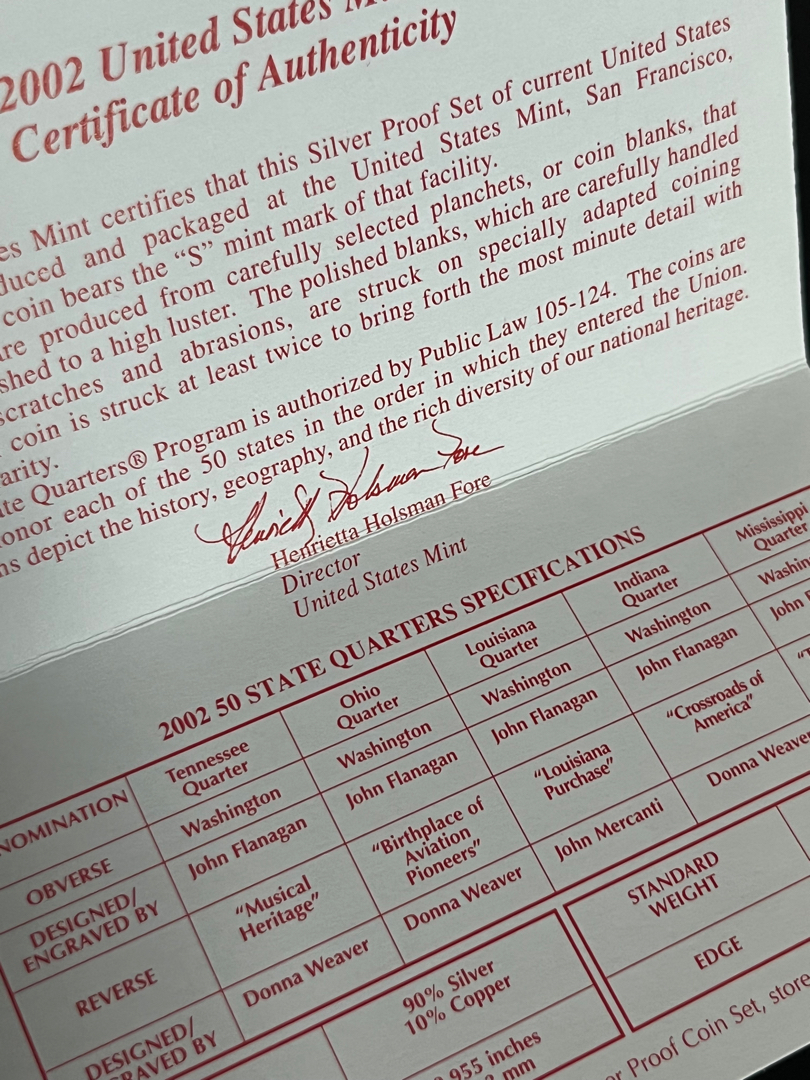 2002 United States
Certificate of Authenticity
es Mint certifies that this Silver Proof Set of current United States
duced and packaged at the United States Mint, San Francisco,
coin bears the “S” mint mark of that facility.
are produced from carefully selected planchets, or coin blanks, that
shed to a high luster. The polished blanks, which are carefully handled
scratches and abrasions, are struck on specially adapted coining
coin is struck at least twice to bring forth the most minute detail with
arity.
te Quarters® Program is authorized by Public Law 105-124. The coins are
onor each of the 50 states in the order in which they entered the Union.
ns depict the history, geography, and the rich diversity of our national heritage.
Henrietta Holsman Fore
Henrietta Holsman Fore
Director
United States Mint
2002 50 STATE QUARTERS SPECIFICATIONS
NOMINATION Tennessee Quarter Ohio Quarter Louisiana Quarter Indiana Quarter Mississippi Quarter
OBVERSE Washington Washington Washington Washington Washin
DESIGNED/ ENGRAVED BY John Flanagan John Flanagan John Flanagan John Flanagan John F
REVERSE “Musical Heritage” “Birthplace of Aviation Pioneers” “Louisiana Purchase” “Crossroads of America” “T
DESIGNED/ GRAVED BY Donna Weaver Donna Weaver John Mercanti Donna Weaver
90% Silver
10% Copper
STANDARD
WEIGHT
.955 inches
mm
EDGE
r Proof Coin Set, store